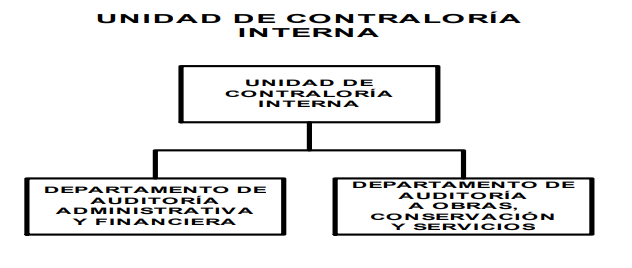 UNIDAD DE CONTRALORÍA
INTERNA
UNIDAD DE
CONTRALORÍA
INTERNA
DEPARTAMENTO DE
AUDITORÍA
ADMINISTRATIVA
Y FINANCIERA
DEPARTAMENTO DE
AUDITORÍA
A OBRAS,
CONSERVACIÓN
Y SERVICIOS